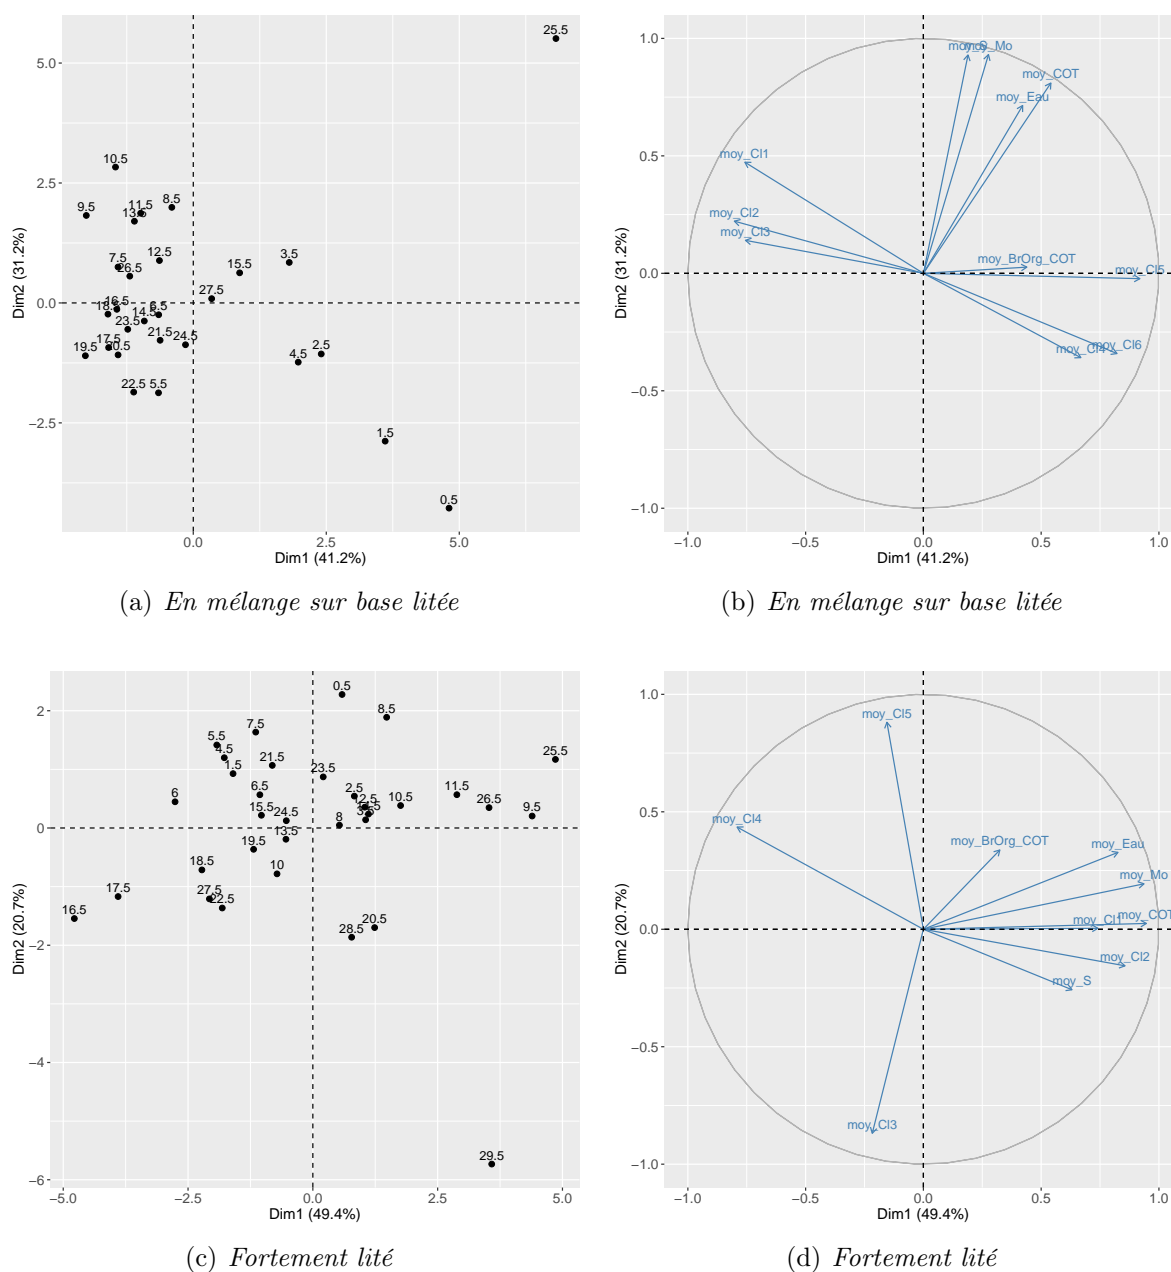 25.5
5.0
10.5
2.5
9.5
11.5
8.5
7.5
12.5
26.5
15.5
3.5
27.5
0.0
16.5
14.5
6.5
23.5
17.5
21.5
24.5
19.5
2.5
4.5
22.5
5.5
−2.5
1.5
0.5
0.0
2.5
5.0
Dim1 (41.2%)
Dim2 (31.2%)
(a) En mélange sur base litée
1.0
moy_Mo
moy_COT
moy_Eau
0.5
moy_Cl1
moy_Cl2
moy_Cl3
moy_BrOrg_COT
0.0
moy_Cl5
moy_Cl4
moy_Cl6
−0.5
−1.0
−1.0
−0.5
0.0
0.5
1.0
Dim1 (41.2%)
Dim2 (31.2%)
(b) En mélange sur base litée
0.5
2
8.5
7.5
5.5
4.5
25.5
1.5
21.5
23.5
6
6.5
2.5
12.5
10.5
11.5
26.5
9.5
15.5
24.5
8
0
13.5
19.5
18.5
10
17.5
27.5
22.5
16.5
28.5
20.5
−2
−4
29.5
−6
−5.0
−2.5
0.0
2.5
5.0
Dim1 (49.4%)
Dim2 (20.7%)
(c) Fortement lité
1.0
moy_Cl5
0.5
moy_Cl4
moy_BrOrg_COT
moy_Eau
moy_Mo
moy_Cl1
moy_COT
0.0
moy_Cl2
moy_S
−0.5
moy_Cl3
−1.0
−1.0
−0.5
0.0
0.5
1.0
Dim1 (49.4%)
Dim2 (20.7%)
(d) Fortement lité